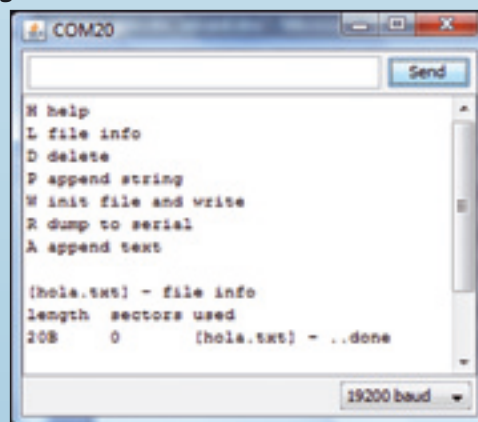 COM20
Send
H help
L file info
D delete
P append string
W init file and write
R dump to serial
A append text
[hola.txt] - file info
length sectors used
20B 0 [hola.txt] - ..done
19200 baud